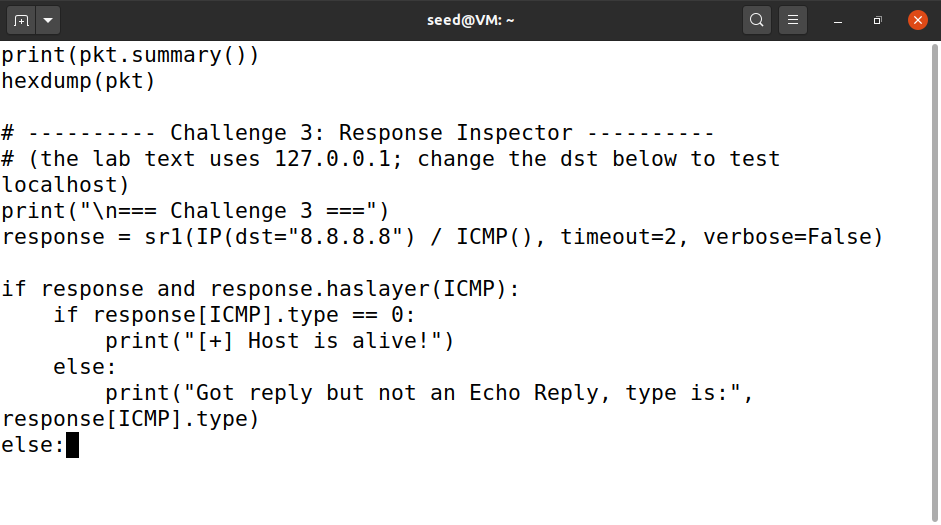 seed@VM: ~
print(pkt.summary())
hexdump(pkt)
# ---------- Challenge 3: Response Inspector ----------
# (the lab text uses 127.0.0.1; change the dst below to test
localhost)
print("\n=== Challenge 3 ===")
response = sr1(IP(dst="8.8.8.8") / ICMP(), timeout=2, verbose=False)
if response and response.haslayer(ICMP):
    if response[ICMP].type == 0:
        print("[+] Host is alive!")
    else:
        print("Got reply but not an Echo Reply, type is:",
response[ICMP].type)
else: